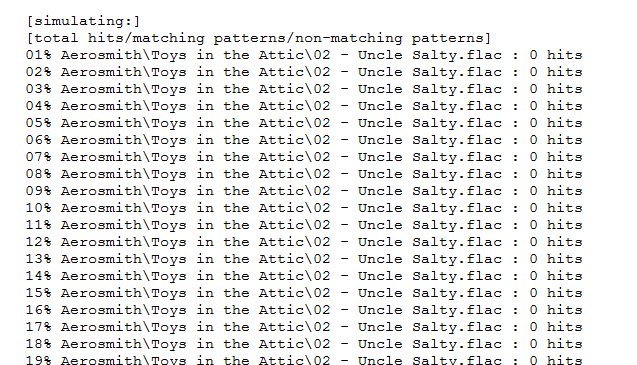 [simulating:]
[total hits/matching patterns/non-matching patterns]
01% Aerosmith\Toys in the Attic\02 - Uncle Salty.flac : 0 hits
02% Aerosmith\Toys in the Attic\02 - Uncle Salty.flac : 0 hits
03% Aerosmith\Toys in the Attic\02 - Uncle Salty.flac : 0 hits
04% Aerosmith\Toys in the Attic\02 - Uncle Salty.flac : 0 hits
05% Aerosmith\Toys in the Attic\02 - Uncle Salty.flac : 0 hits
06% Aerosmith\Toys in the Attic\02 - Uncle Salty.flac : 0 hits
07% Aerosmith\Toys in the Attic\02 - Uncle Salty.flac : 0 hits
08% Aerosmith\Toys in the Attic\02 - Uncle Salty.flac : 0 hits
09% Aerosmith\Toys in the Attic\02 - Uncle Salty.flac : 0 hits
10% Aerosmith\Toys in the Attic\02 - Uncle Salty.flac : 0 hits
11% Aerosmith\Toys in the Attic\02 - Uncle Salty.flac : 0 hits
12% Aerosmith\Toys in the Attic\02 - Uncle Salty.flac : 0 hits
13% Aerosmith\Toys in the Attic\02 - Uncle Salty.flac : 0 hits
14% Aerosmith\Toys in the Attic\02 - Uncle Salty.flac : 0 hits
15% Aerosmith\Toys in the Attic\02 - Uncle Salty.flac : 0 hits
16% Aerosmith\Toys in the Attic\02 - Uncle Salty.flac : 0 hits
17% Aerosmith\Toys in the Attic\02 - Uncle Salty.flac : 0 hits
18% Aerosmith\Toys in the Attic\02 - Uncle Salty.flac : 0 hits
19% Aerosmith\Toys in the Attic\02 - Uncle Salty.flac : 0 hits